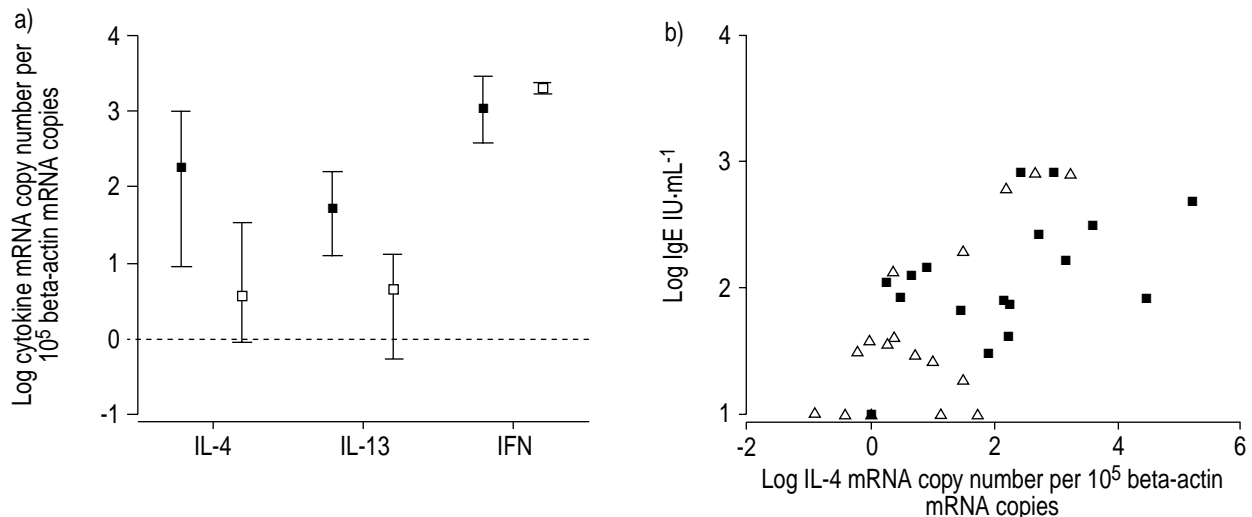 a)
Log cytokine mRNA copy number per
10⁵ beta-actin mRNA copies
4
3
2
1
0
-1
IL-4 IL-13 IFN
b)
Log IgE IU·mL⁻¹
4
3
2
1
-2 0 2 4 6
Log IL-4 mRNA copy number per 10⁵ beta-actin
mRNA copies